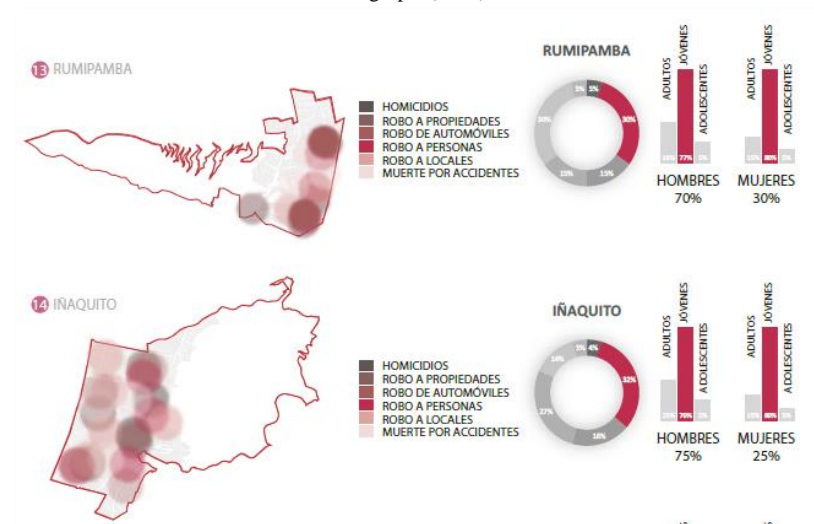 13 RUMIPAMBA
HOMICIDIOS
ROBO A PROPIEDADES
ROBO DE AUTOMÓVILES
ROBO A PERSONAS
ROBO A LOCALES
MUERTE POR ACCIDENTES
RUMIPAMBA
5%
30%
15%
ADULTOS
JÓVENES
ADOLESCENTES
77%
HOMBRES
70%
ADULTOS
JÓVENES
ADOLESCENTES
80%
MUJERES
30%
14 IÑAQUITO
HOMICIDIOS
ROBO A PROPIEDADES
ROBO DE AUTOMÓVILES
ROBO A PERSONAS
ROBO A LOCALES
MUERTE POR ACCIDENTES
IÑAQUITO
4%
32%
27%
ADULTOS
JÓVENES
ADOLESCENTES
70%
HOMBRES
75%
ADULTOS
JÓVENES
ADOLESCENTES
80%
MUJERES
25%